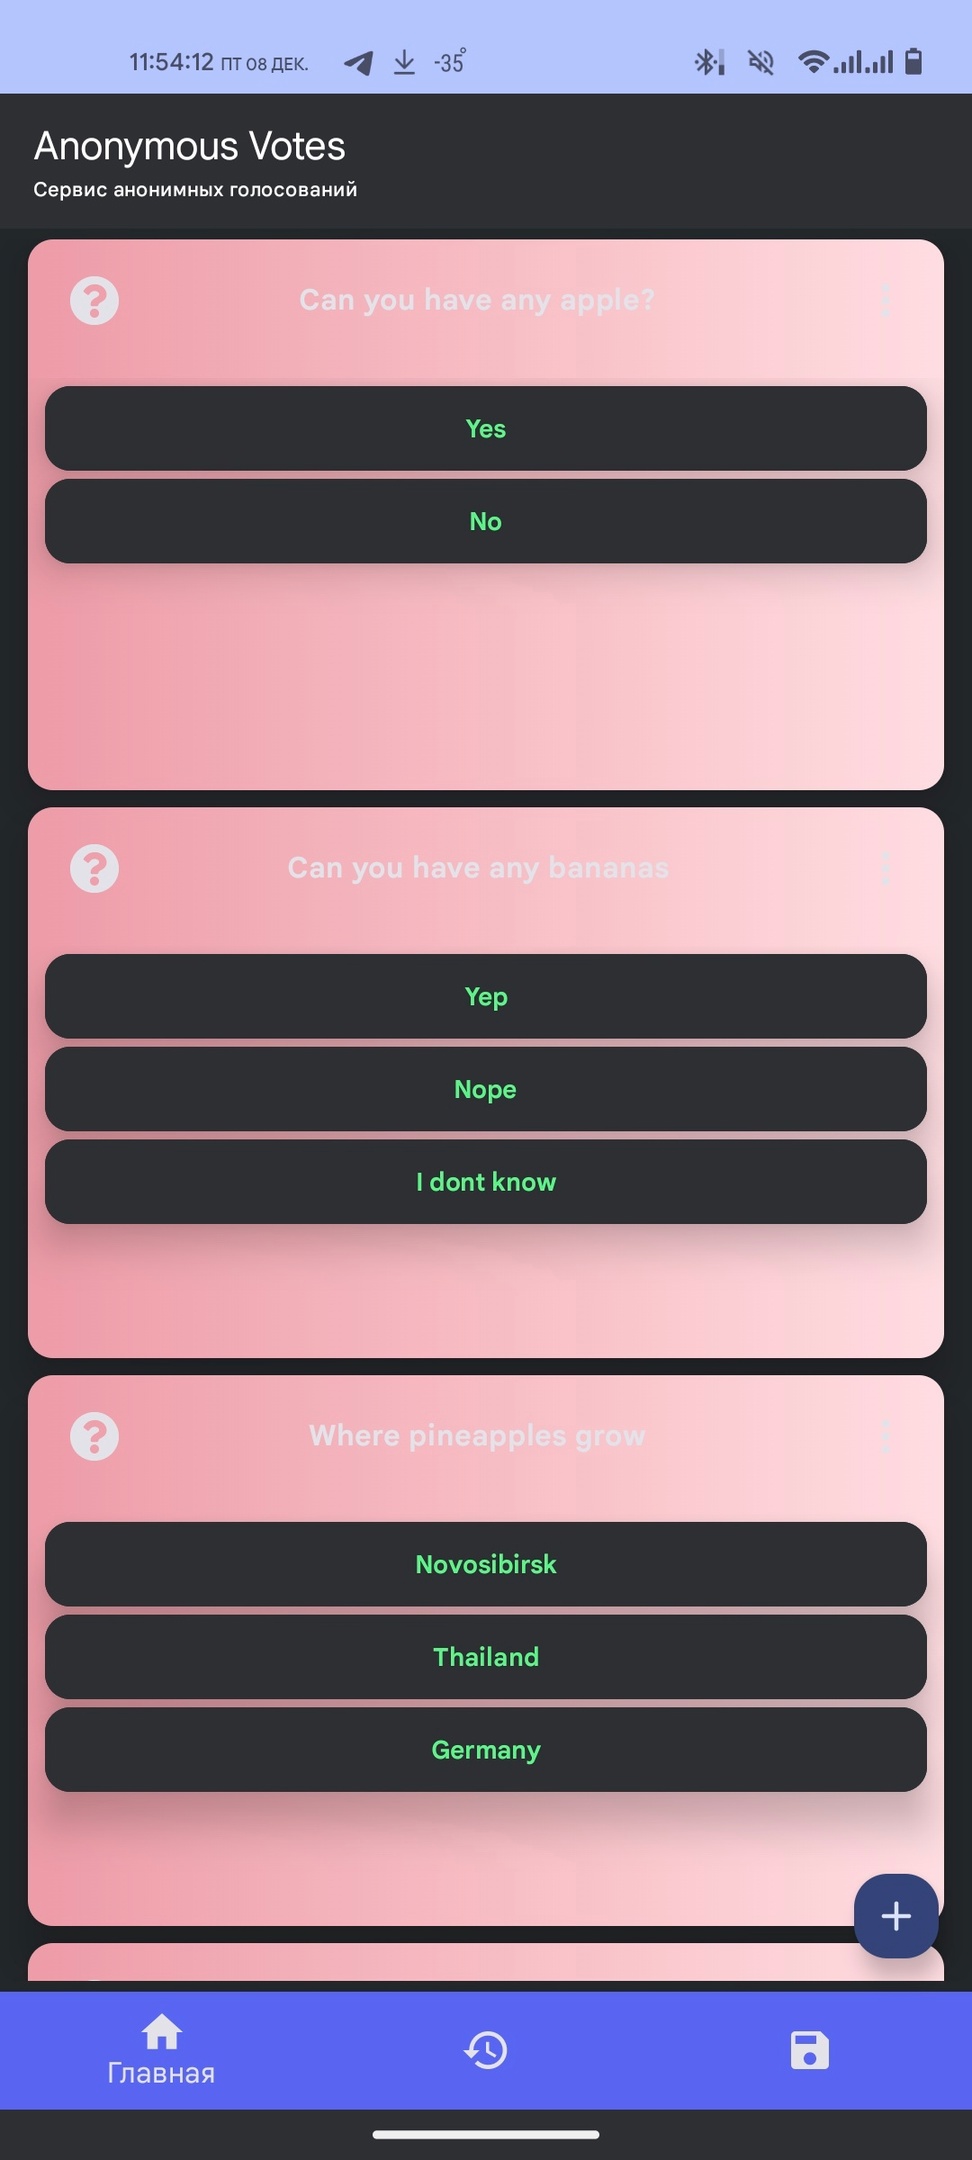 11:54:12 ПТ 08 ДЕК. -35°
Anonymous Votes
Сервис анонимных голосований
Can you have any apple?
Yes
No
Can you have any bananas
Yep
Nope
I dont know
Where pineapples grow
Novosibirsk
Thailand
Germany
Главная